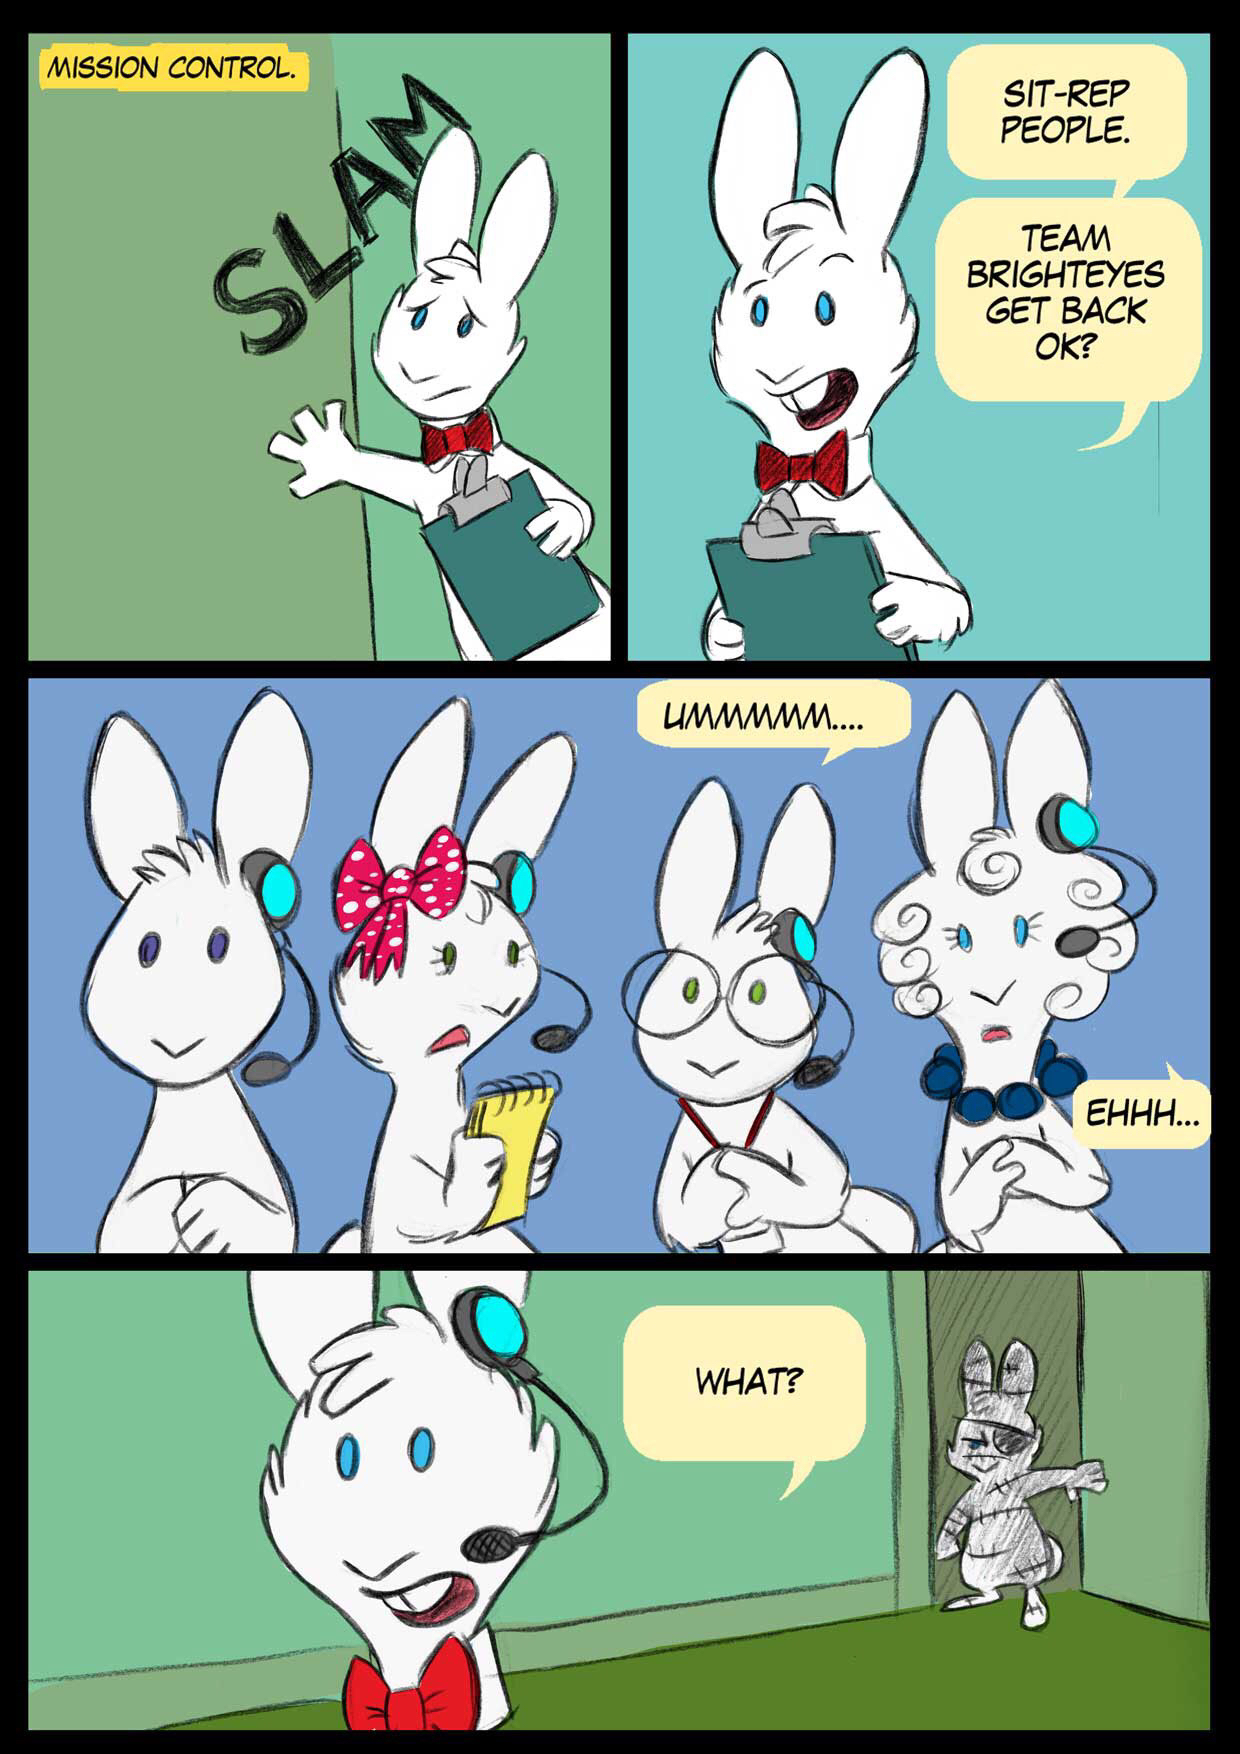 MISSION CONTROL.
SLAM
SIT-REP
PEOPLE.
TEAM
BRIGHTEYES
GET BACK
OK?
UMMMMM....
EHHH...
WHAT?